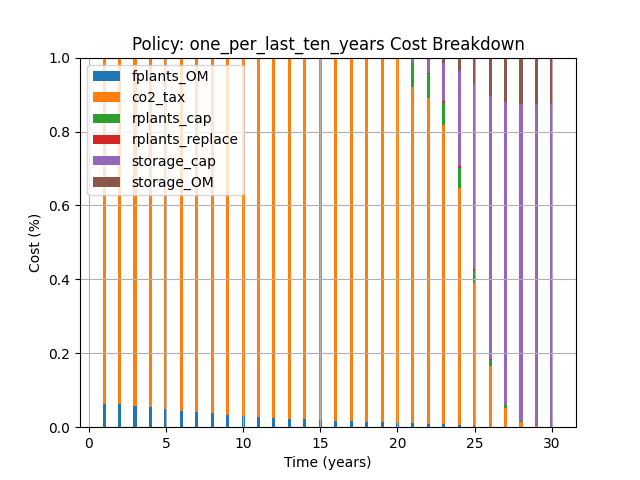 Policy: one_per_last_ten_years Cost Breakdown
1.0
0.8
0.6
0.4
0.2
0.0
Cost (%)
fplants_OM
co2_tax
rplants_cap
rplants_replace
storage_cap
storage_OM
0 5 10 15 20 25 30
Time (years)